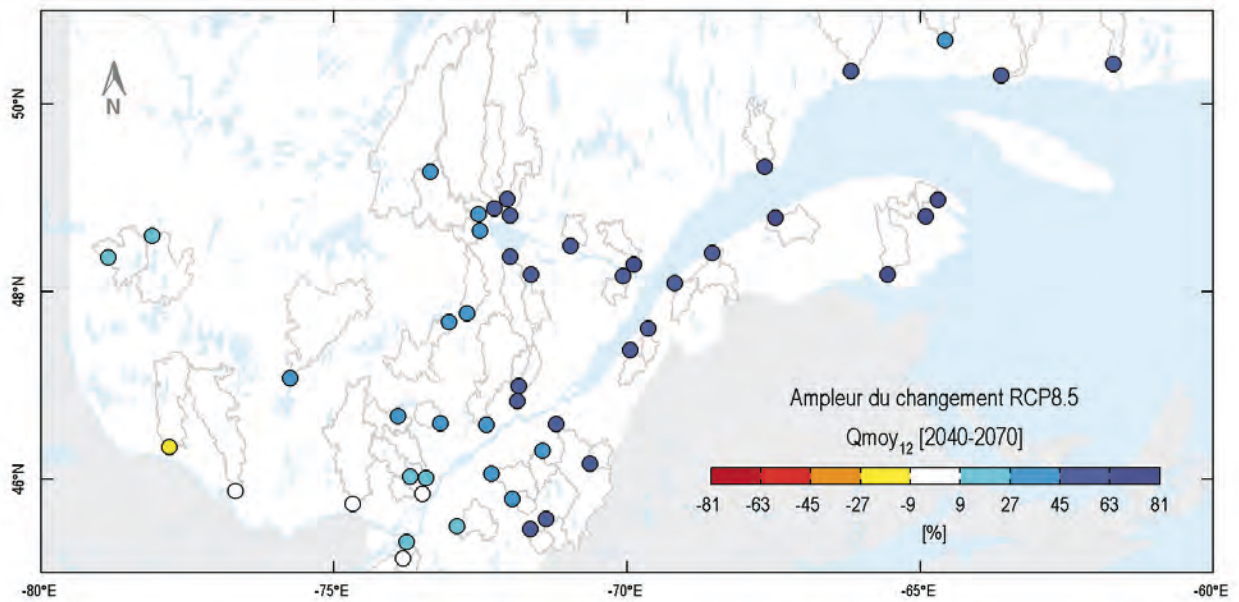 N
50°N
48°N
46°N
Ampleur du changement RCP8.5
Qmoy12 [2040-2070]
-81 -63 -45 -27 -9 9 27 45 63 81
[%]
-80°E -75°E -70°E -65°E -60°E